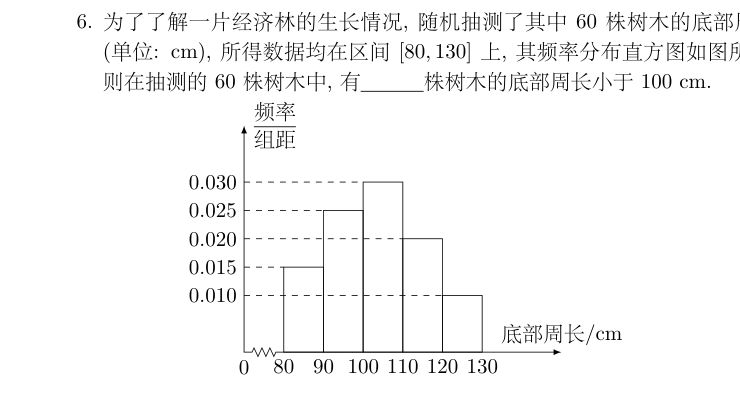 6. 为了了解一片经济林的生长情况, 随机抽测了其中 60 株树木的底部
(单位: cm), 所得数据均在区间 [80,130] 上, 其频率分布直方图如图
则在抽测的 60 株树木中, 有______株树木的底部周长小于 100 cm.
频率
组距
0.030
0.025
0.020
0.015
0.010
底部周长/cm
0 80 90 100 110 120 130